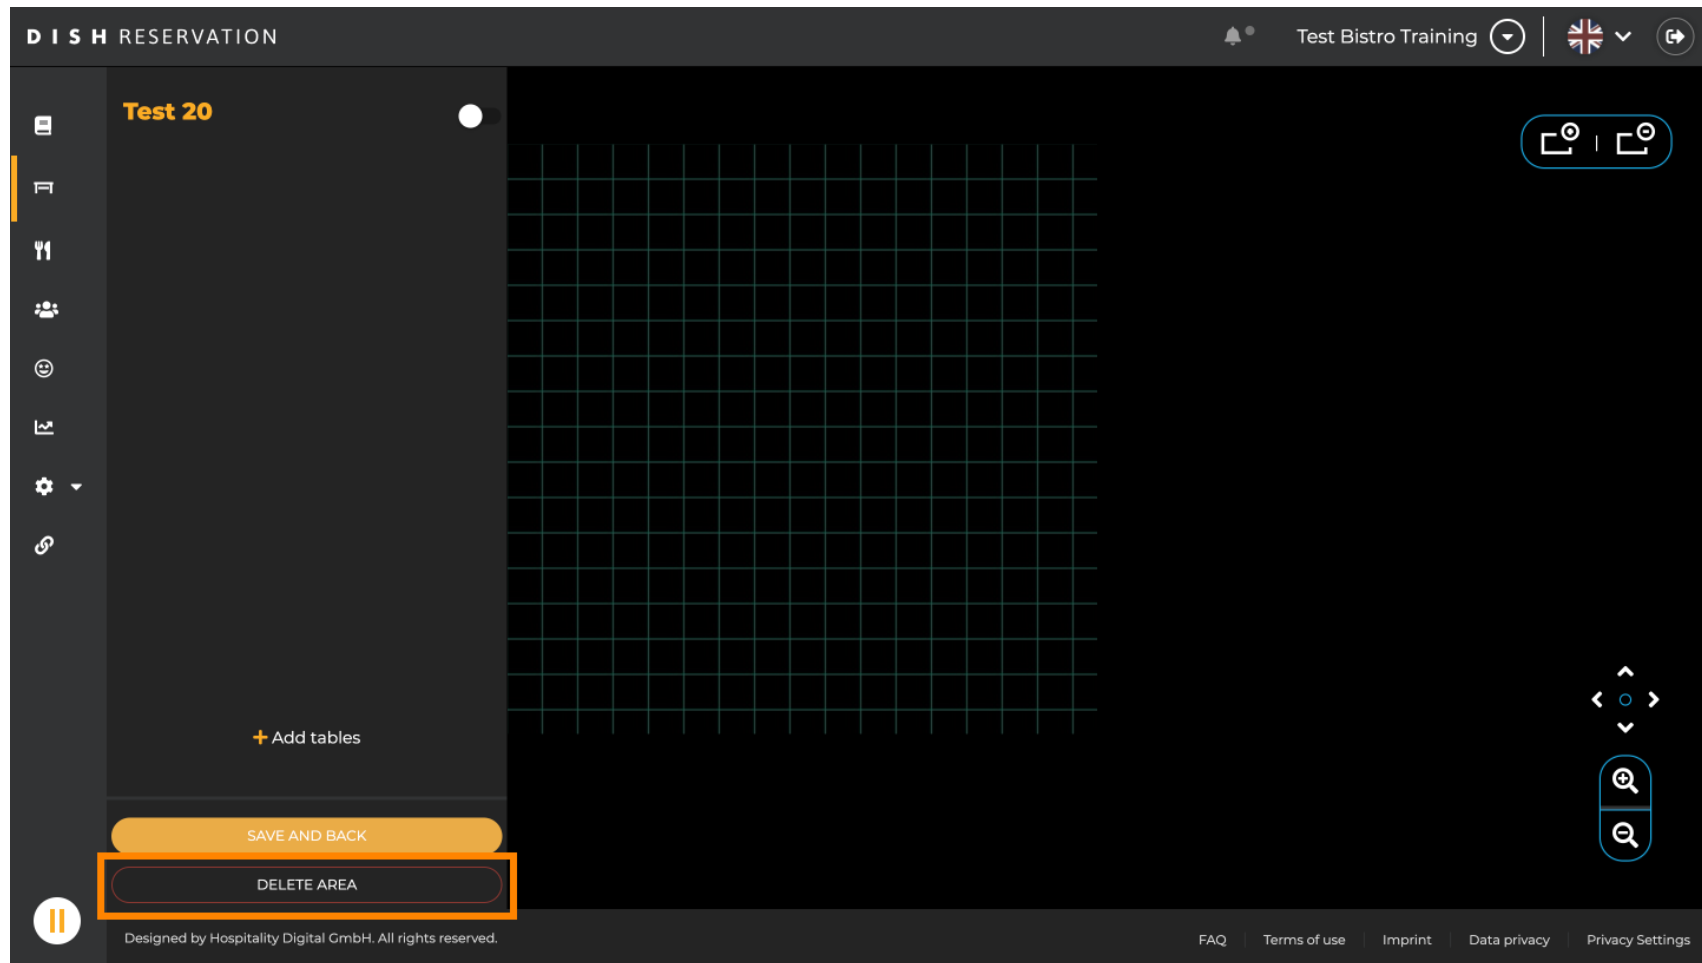 DISH RESERVATION
Test Bistro Training
Test 20
+ Add tables
SAVE AND BACK
DELETE AREA
Designed by Hospitality Digital GmbH. All rights reserved.
FAQ
Terms of use
Imprint
Data privacy
Privacy Settings